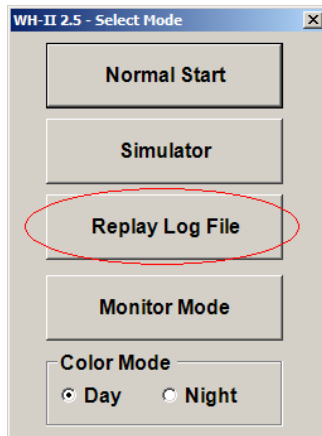 WH-II 2.5 - Select Mode
Normal Start
Simulator
Replay Log File
Monitor Mode
Color Mode
Day Night